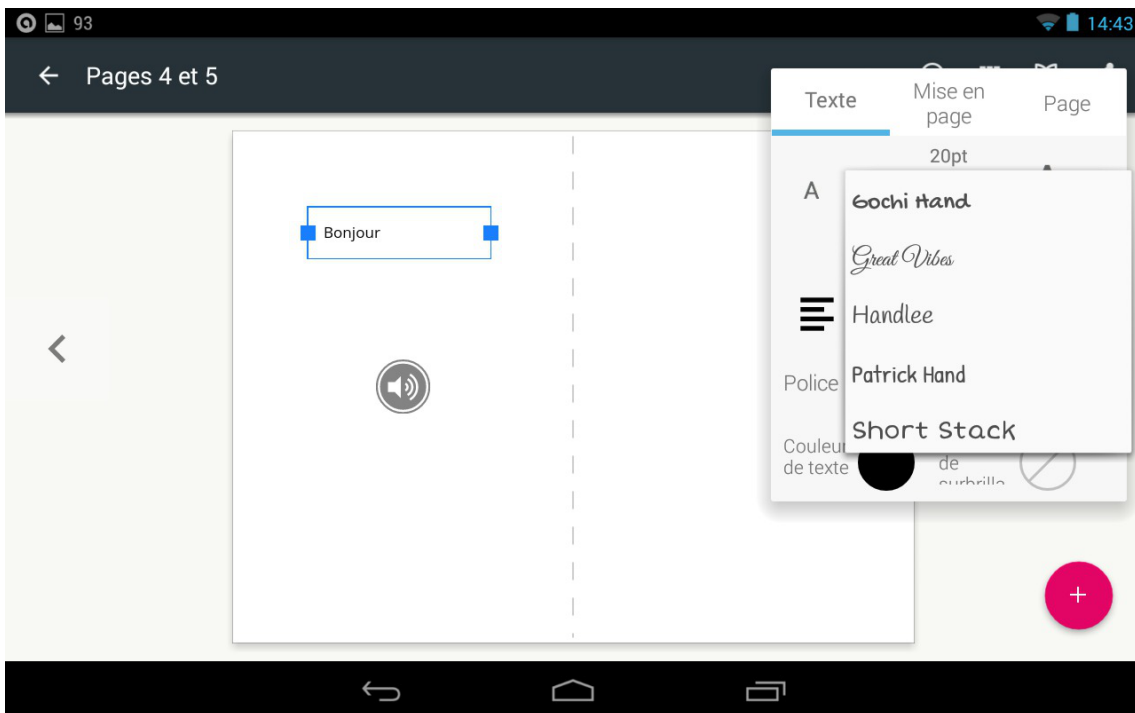 93
14:43
Pages 4 et 5
Texte
Mise en
page
Page
20pt
A
Gochi Hand
Great Vibes
Handlee
Patrick Hand
Short Stack
Bonjour
Police
Couleur
de texte
de
surbrilla